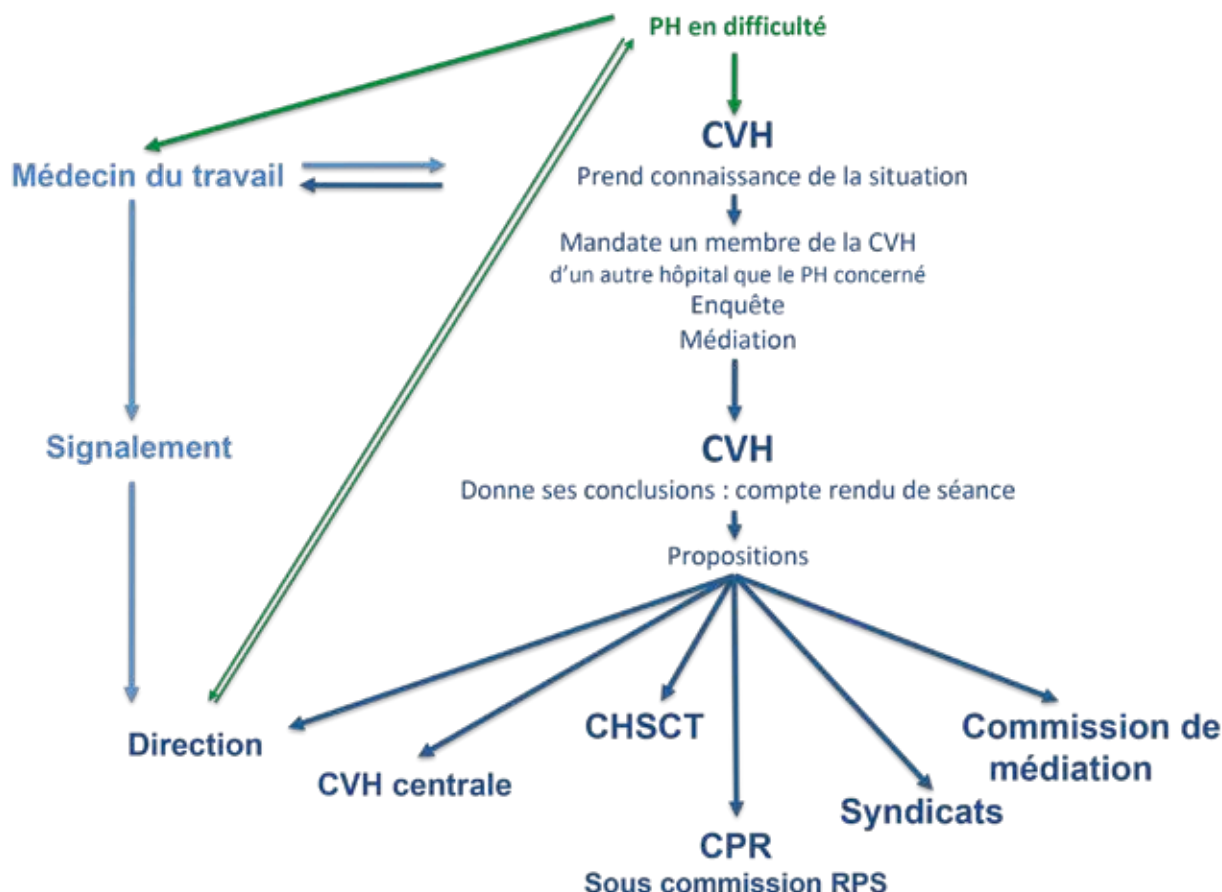 PH en difficulté
CVH
Médecin du travail
Prend connaissance de la situation
Mandate un membre de la CVH
d'un autre hôpital que le PH concerné
Enquête
Médiation
Signalement
CVH
Donne ses conclusions : compte rendu de séance
Propositions
Direction
CVH centrale
CHSCT
CPR
Sous commission RPS
Syndicats
Commission de
médiation